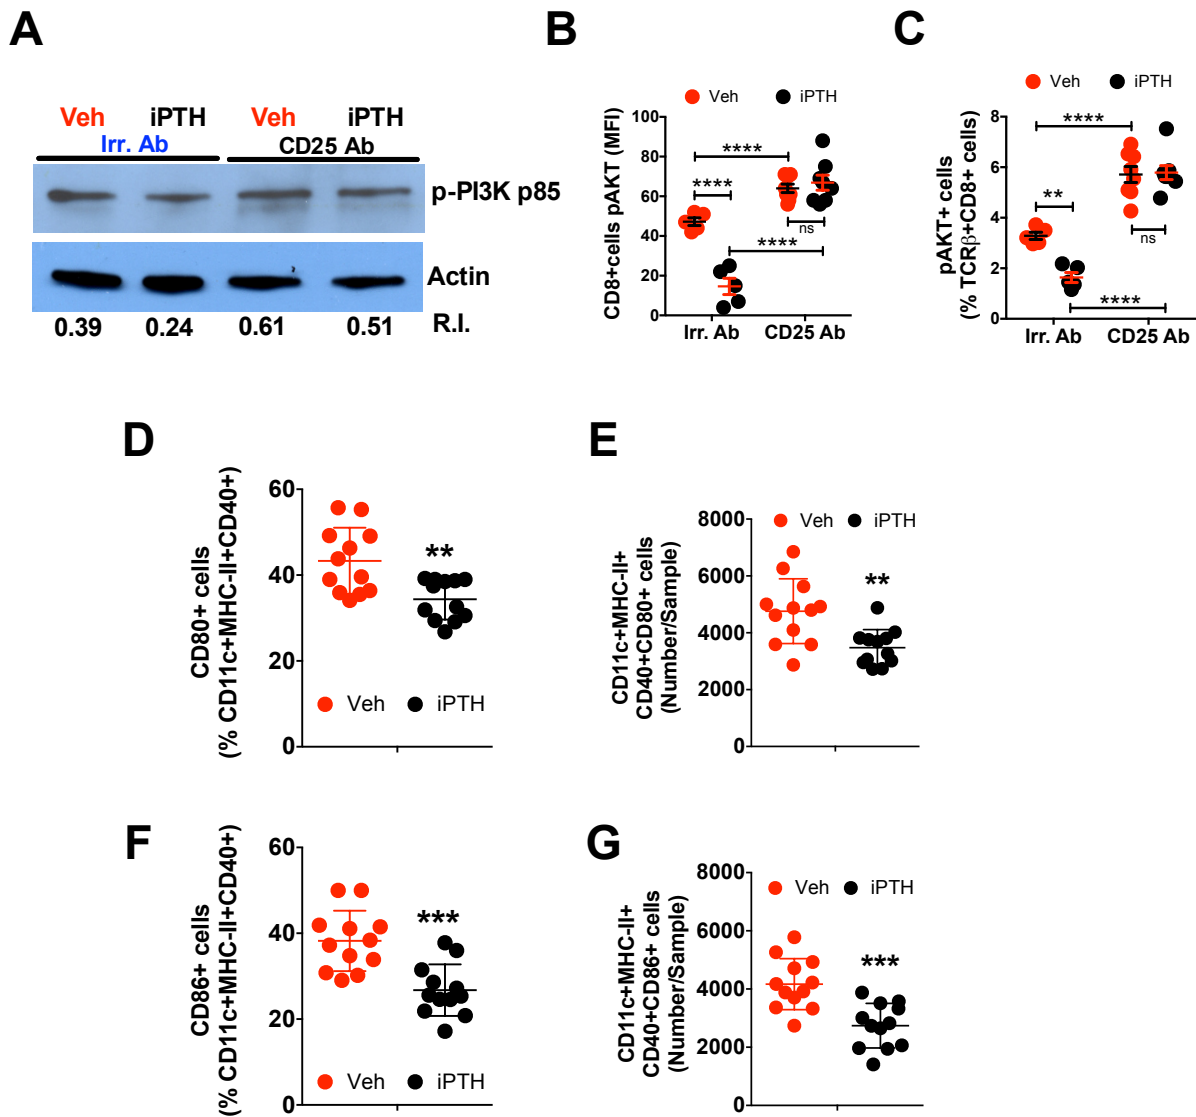 A
Veh iPTH Veh iPTH
Irr. Ab CD25 Ab
p-PI3K p85
Actin
0.39 0.24 0.61 0.51 R.I.
B
Veh iPTH
CD8+cells pAKT (MFI)
100
80
60
40
20
0
****
****
****
ns
Irr. Ab CD25 Ab
C
Veh iPTH
pAKT+ cells
(% TCRβ+CD8+ cells)
8
6
4
2
0
****
**
ns
****
Irr. Ab CD25 Ab
D
CD80+ cells
(% CD11c+MHC-II+CD40+)
60
40
20
0
**
Veh iPTH
E
CD11c+MHC-II+
CD40+CD80+ cells
(Number/Sample)
8000
6000
4000
2000
0
Veh iPTH
**
F
CD86+ cells
(% CD11c+MHC-II+CD40+)
60
40
20
0
***
Veh iPTH
G
CD11c+MHC-II+
CD40+CD86+ cells
(Number/Sample)
8000
6000
4000
2000
0
Veh iPTH
***